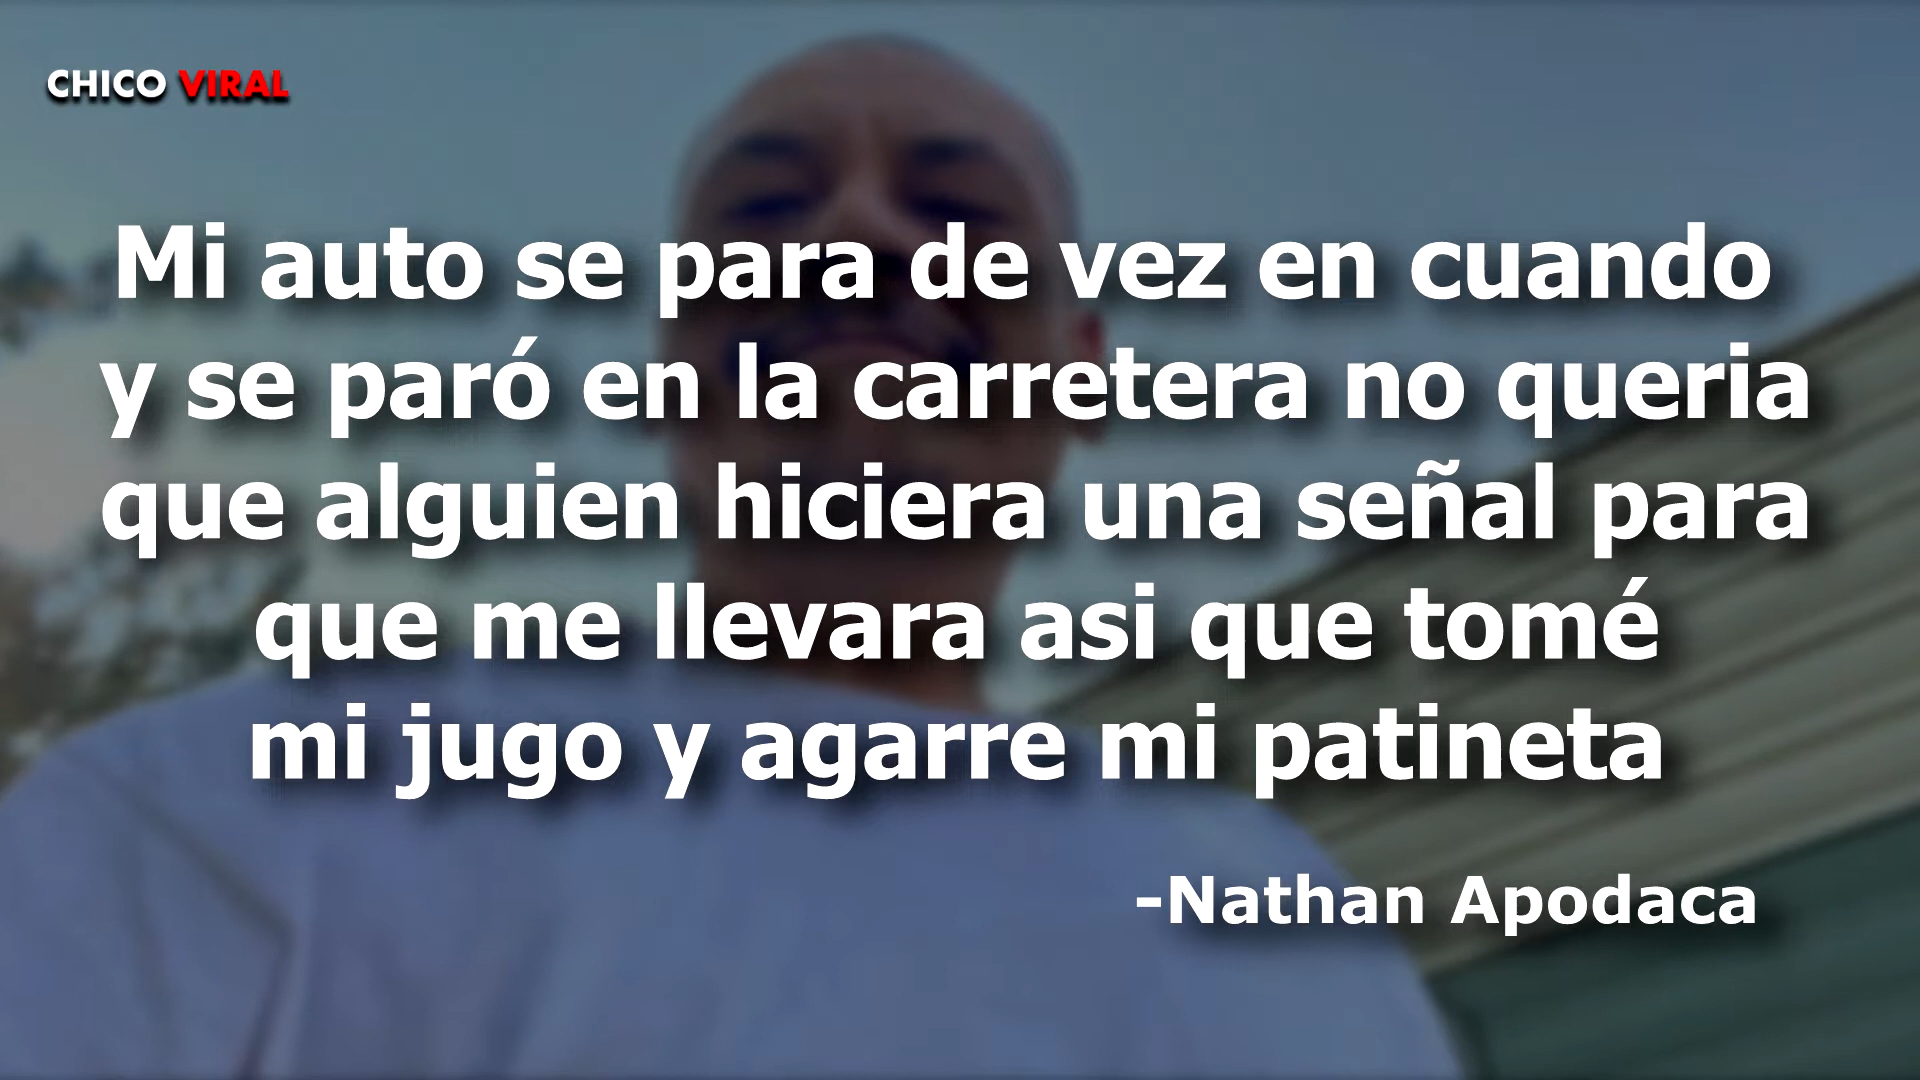 CHICO VIRAL
Mi auto se para de vez en cuando
y se paró en la carretera no queria
que alguien hiciera una señal para
que me llevara asi que tomé
mi jugo y agarre mi patineta
-Nathan Apodaca